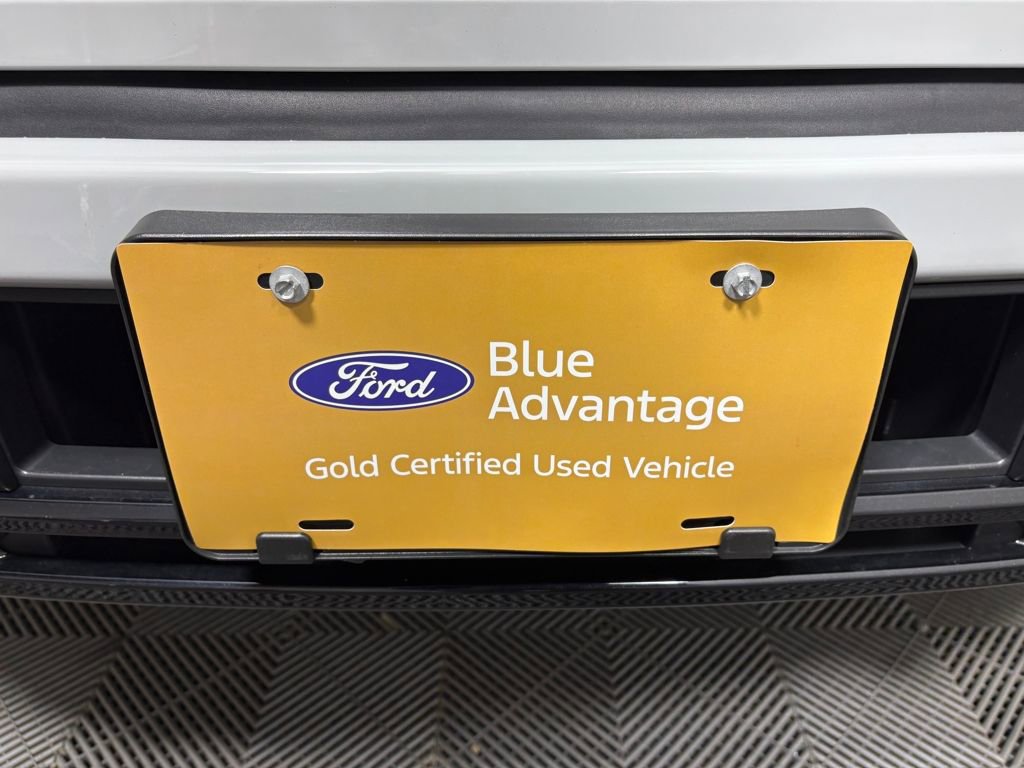 Ford
Blue
Advantage
Gold Certified Used Vehicle